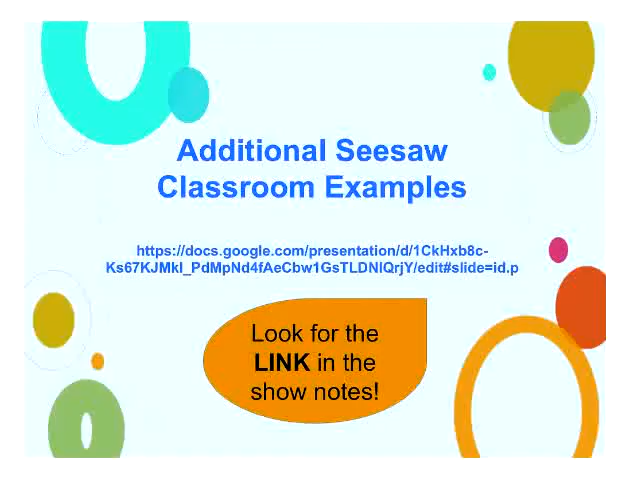 Additional Seesaw
Classroom Examples
https://docs.google.com/presentation/d/1CkHxb8c-
Ks67KJMkI_PdMpNd4fAeCbw1GsTLDNlQrjY/edit#slide=id.p
Look for the
LINK in the
show notes!